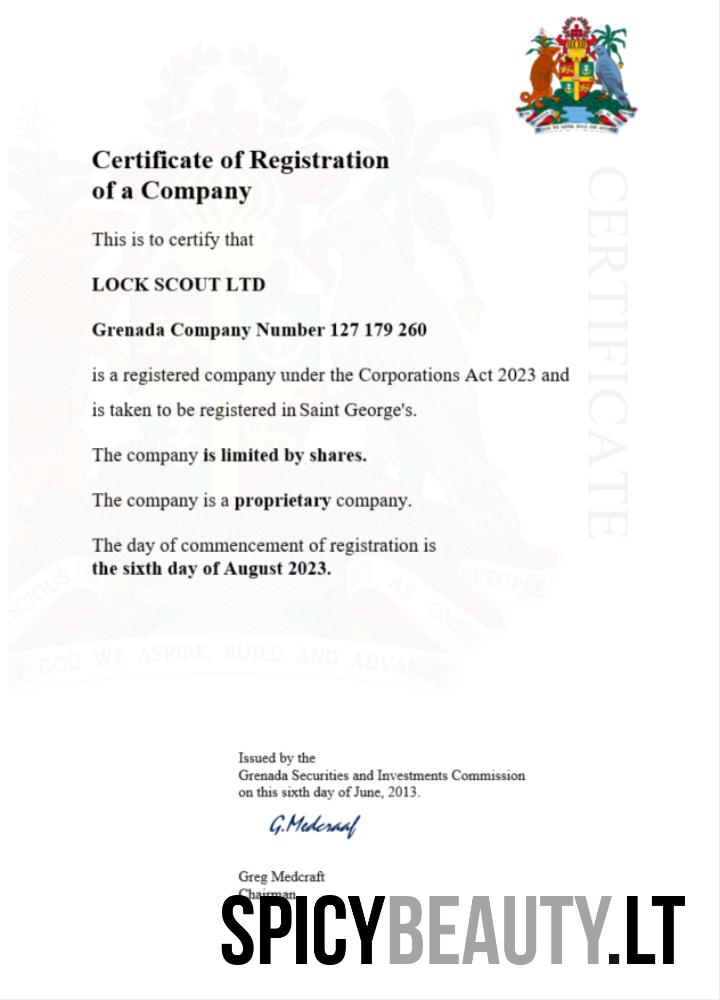 Certificate of Registration
of a Company
This is to certify that
LOCK SCOUT LTD
Grenada Company Number 127 179 260
is a registered company under the Corporations Act 2023 and
is taken to be registered in Saint George's.
The company is limited by shares.
The company is a proprietary company.
The day of commencement of registration is
the sixth day of August 2023.
CERTIFICATE
SCIOUS
AS ONE
PEOPLE
OF GOD WE ASPIRE, BUILD AND ADVANCE
Issued by the
Grenada Securities and Investments Commission
on this sixth day of June, 2013.
G.Medcraaf
Greg Medcraft
Chairman
SPICYBEAUTY.LT